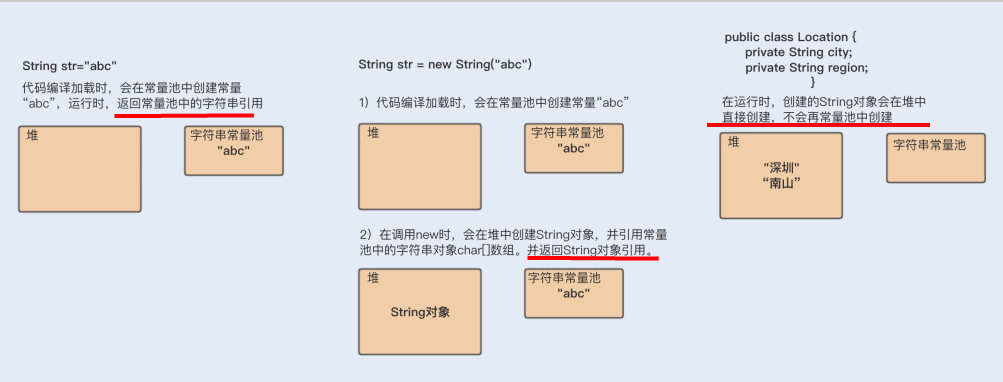 String str="abc"
代码编译加载时，会在常量池中创建常量
“abc”，运行时，返回常量池中的字符串引用
堆
字符串常量池
"abc"
String str = new String("abc")
1）代码编译加载时，会在常量池中创建常量“abc”
堆
字符串常量池
"abc"
2）在调用new时，会在堆中创建String对象，并引用常量
池中的字符串对象char[]数组。并返回String对象引用。
堆
String对象
字符串常量池
"abc"
public class Location {
private String city;
private String region;
}
在运行时，创建的String对象会在堆中
直接创建，不会再常量池中创建
堆
"深圳"
“南山”
字符串常量池